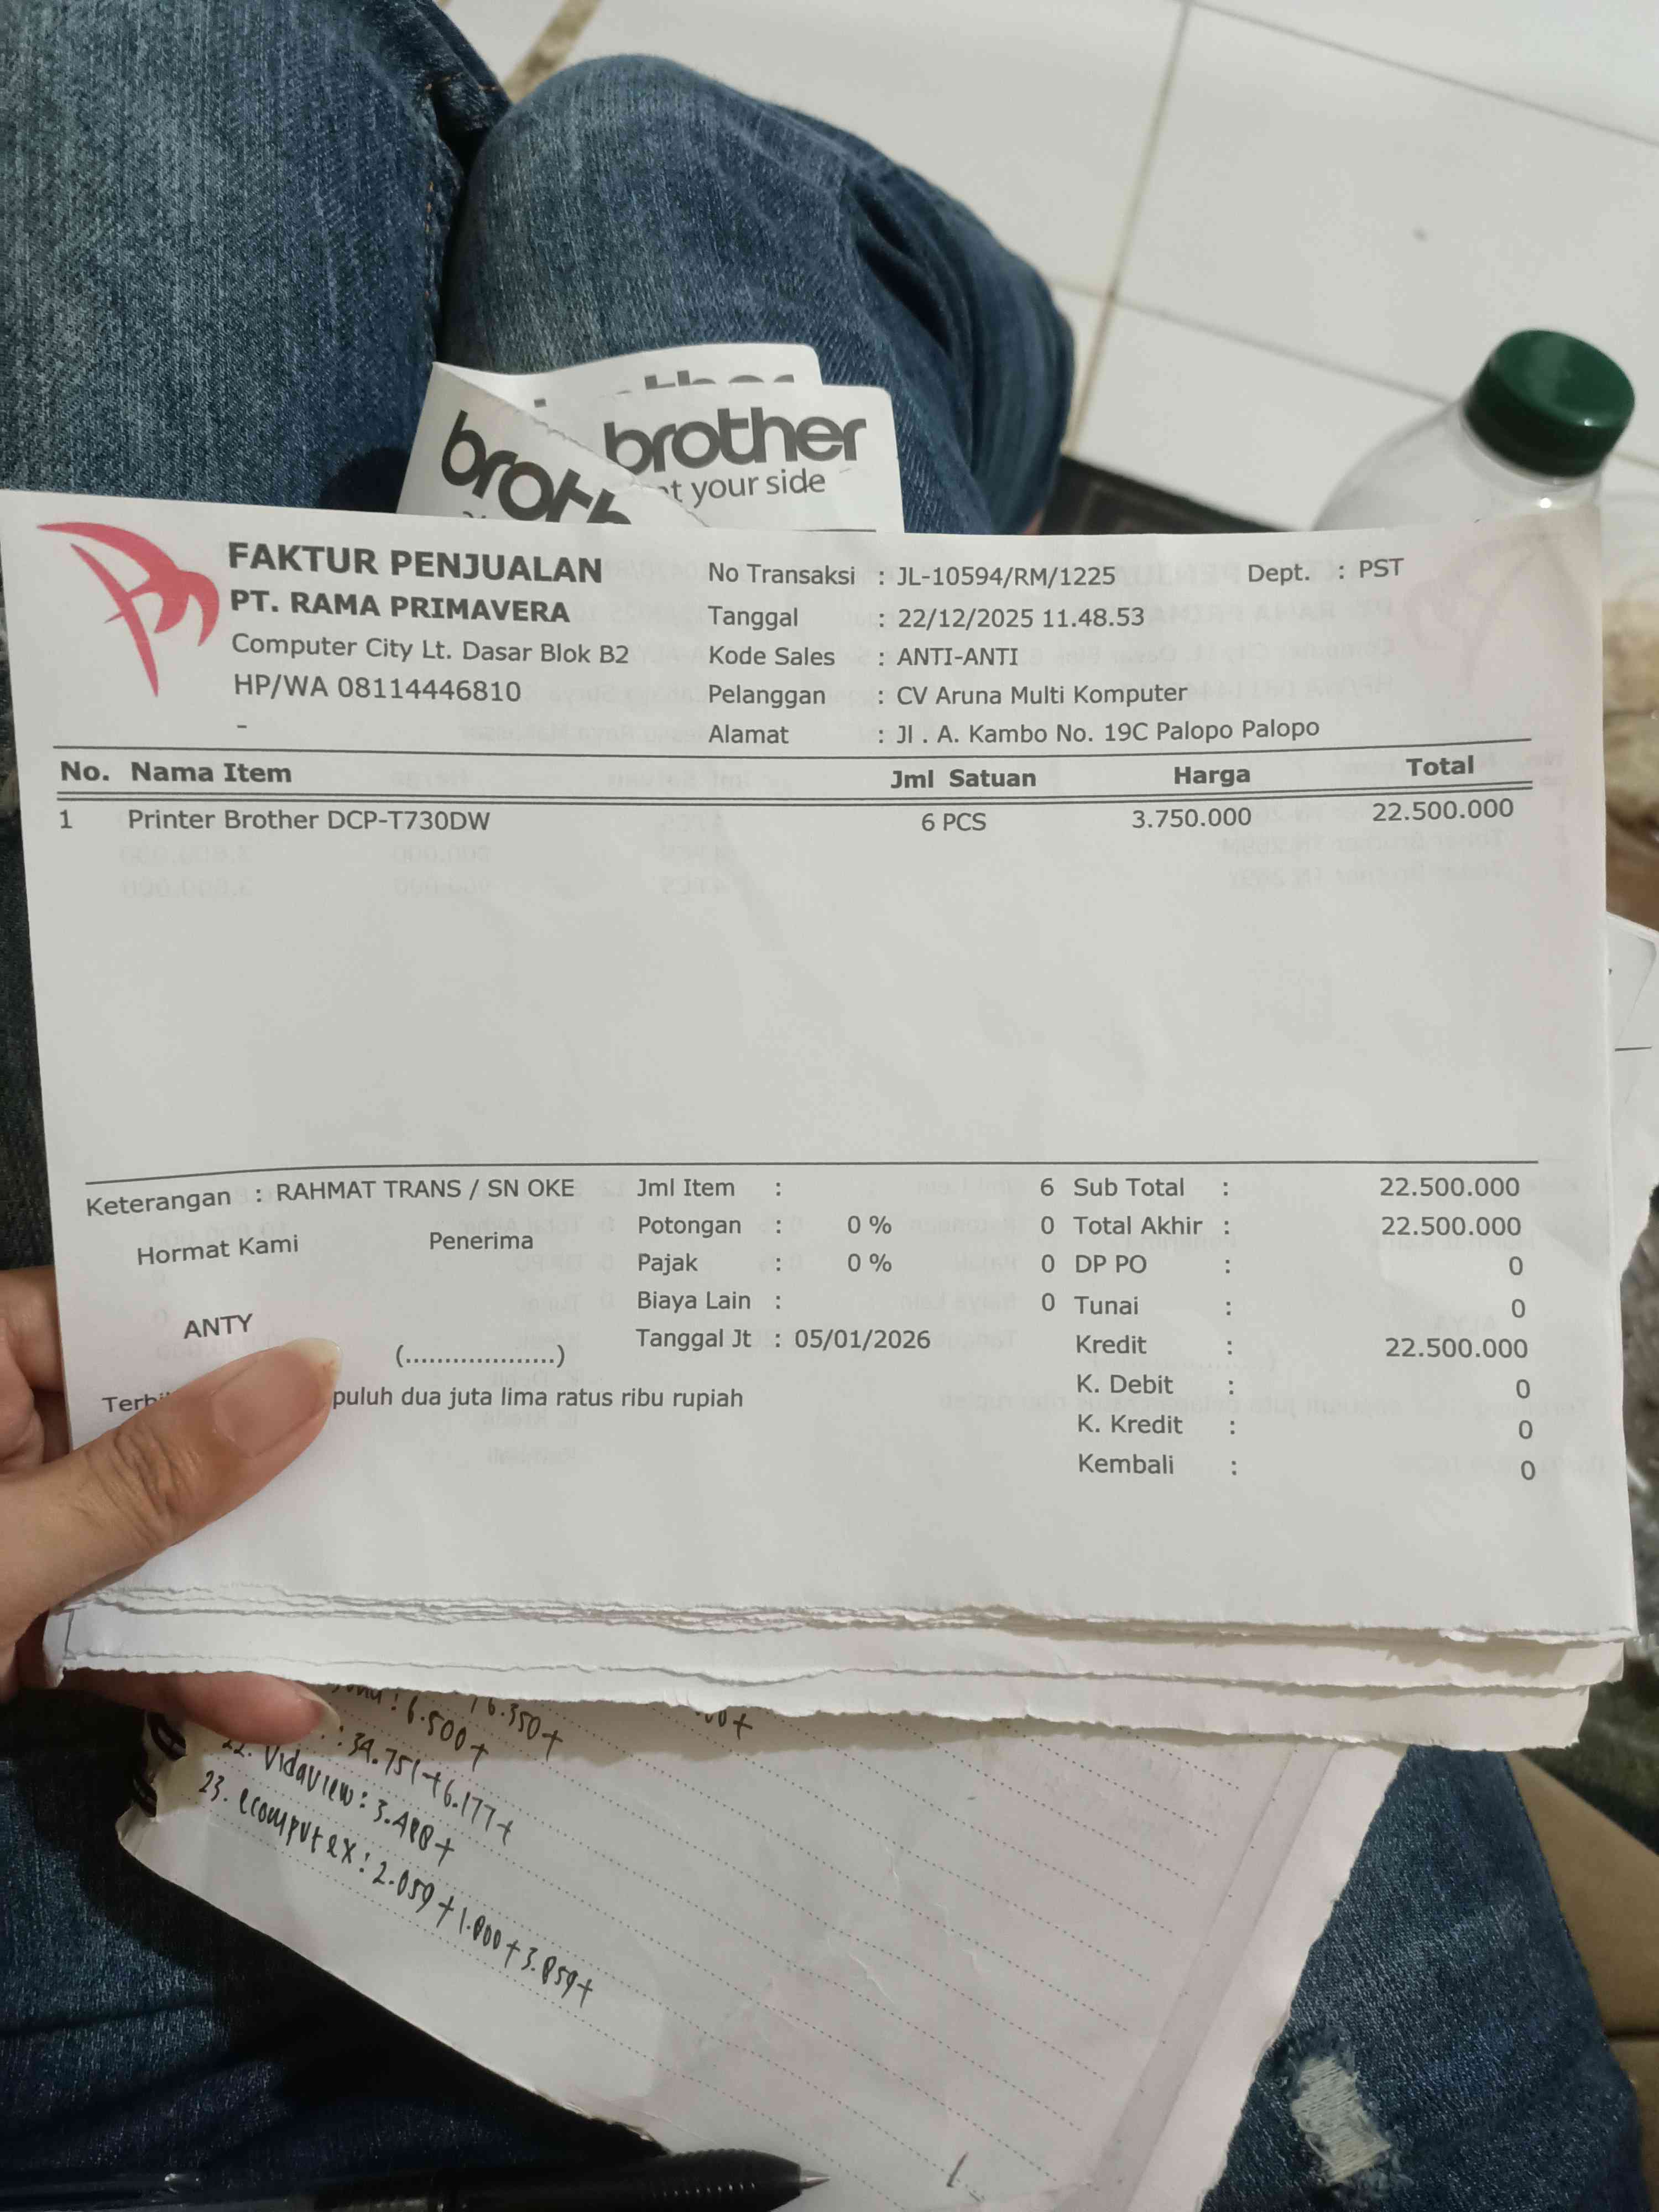 brother
brother
at your side
FAKTUR PENJUALAN
PT. RAMA PRIMAVERA
Computer City Lt. Dasar Blok B2
HP/WA 08114446810
-
No Transaksi : JL-10594/RM/1225
Dept. : PST
Tanggal : 22/12/2025 11.48.53
Kode Sales : ANTI-ANTI
Pelanggan : CV Aruna Multi Komputer
Alamat : Jl . A. Kambo No. 19C Palopo Palopo
No. Nama Item Jml Satuan Harga Total
1 Printer Brother DCP-T730DW 6 PCS 3.750.000 22.500.000
Keterangan : RAHMAT TRANS / SN OKE
Hormat Kami Penerima
ANTY
(...................)
puluh dua juta lima ratus ribu rupiah
Jml Item : 6
Potongan : 0 % 0
Pajak : 0 % 0
Biaya Lain : 0
Tanggal Jt : 05/01/2026
Sub Total : 22.500.000
Total Akhir : 22.500.000
DP PO : 0
Tunai : 0
Kredit : 22.500.000
K. Debit : 0
K. Kredit : 0
Kembali : 0
: 6.500+ 16.350+
: 34.751+6.177+
22. Vidaview: 3.488+
23. ecomputex: 2.059+1.800+3.859+